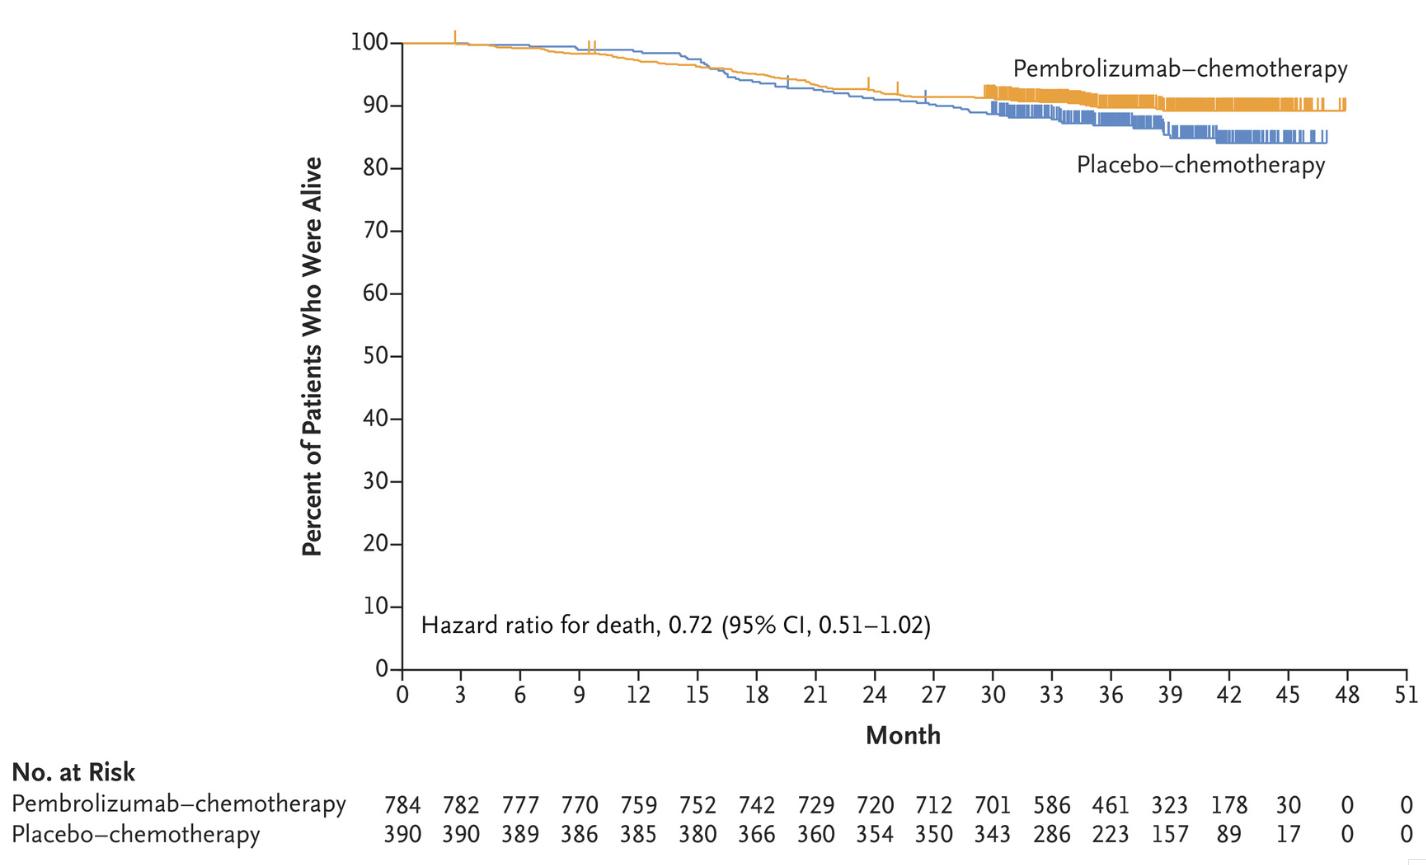 100
90
80
70
60
50
40
30
20
10
0
Percent of Patients Who Were Alive
Pembrolizumab–chemotherapy
Placebo–chemotherapy
Hazard ratio for death, 0.72 (95% CI, 0.51–1.02)
0 3 6 9 12 15 18 21 24 27 30 33 36 39 42 45 48 51
Month
No. at Risk
Pembrolizumab–chemotherapy 784 782 777 770 759 752 742 729 720 712 701 586 461 323 178 30 0 0
Placebo–chemotherapy 390 390 389 386 385 380 366 360 354 350 343 286 223 157 89 17 0 0